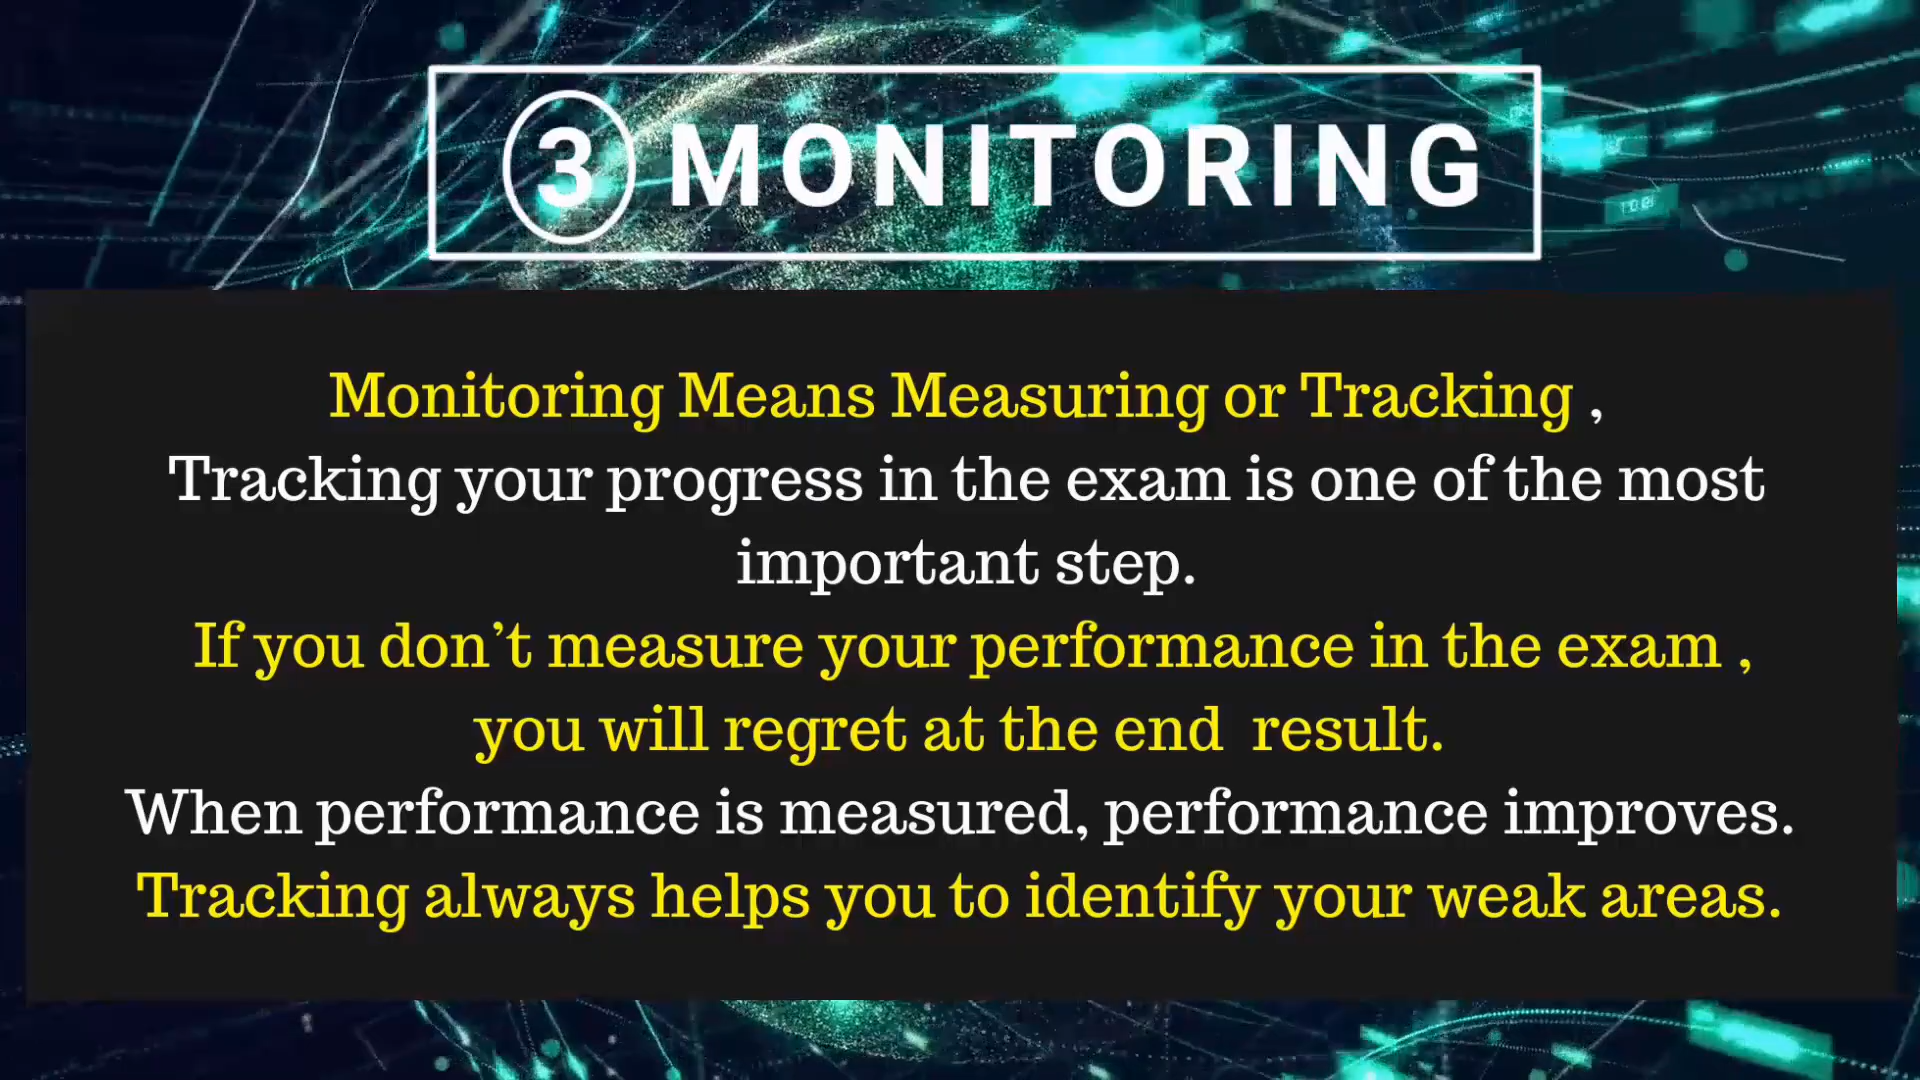 3 MONITORING
Monitoring Means Measuring or Tracking ,
Tracking your progress in the exam is one of the most
important step.
If you don’t measure your performance in the exam ,
you will regret at the end  result.
When performance is measured, performance improves.
Tracking always helps you to identify your weak areas.